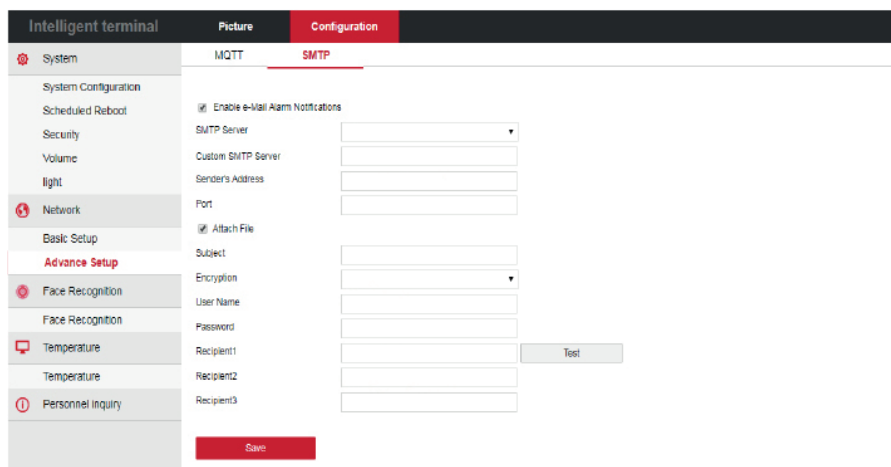 Intelligent terminal
Picture
Configuration
System
System Configuration
Scheduled Reboot
Security
Volume
light
Network
Basic Setup
Advance Setup
Face Recognition
Face Recognition
Temperature
Temperature
Personnel Inquiry
MQTT
SMTP
Enable e-Mail Alarm Notifications
SMTP Server
Custom SMTP Server
Sender's Address
Port
Attach File
Subject
Encryption
User Name
Password
Recipient1
Test
Recipient2
Recipient3
Save